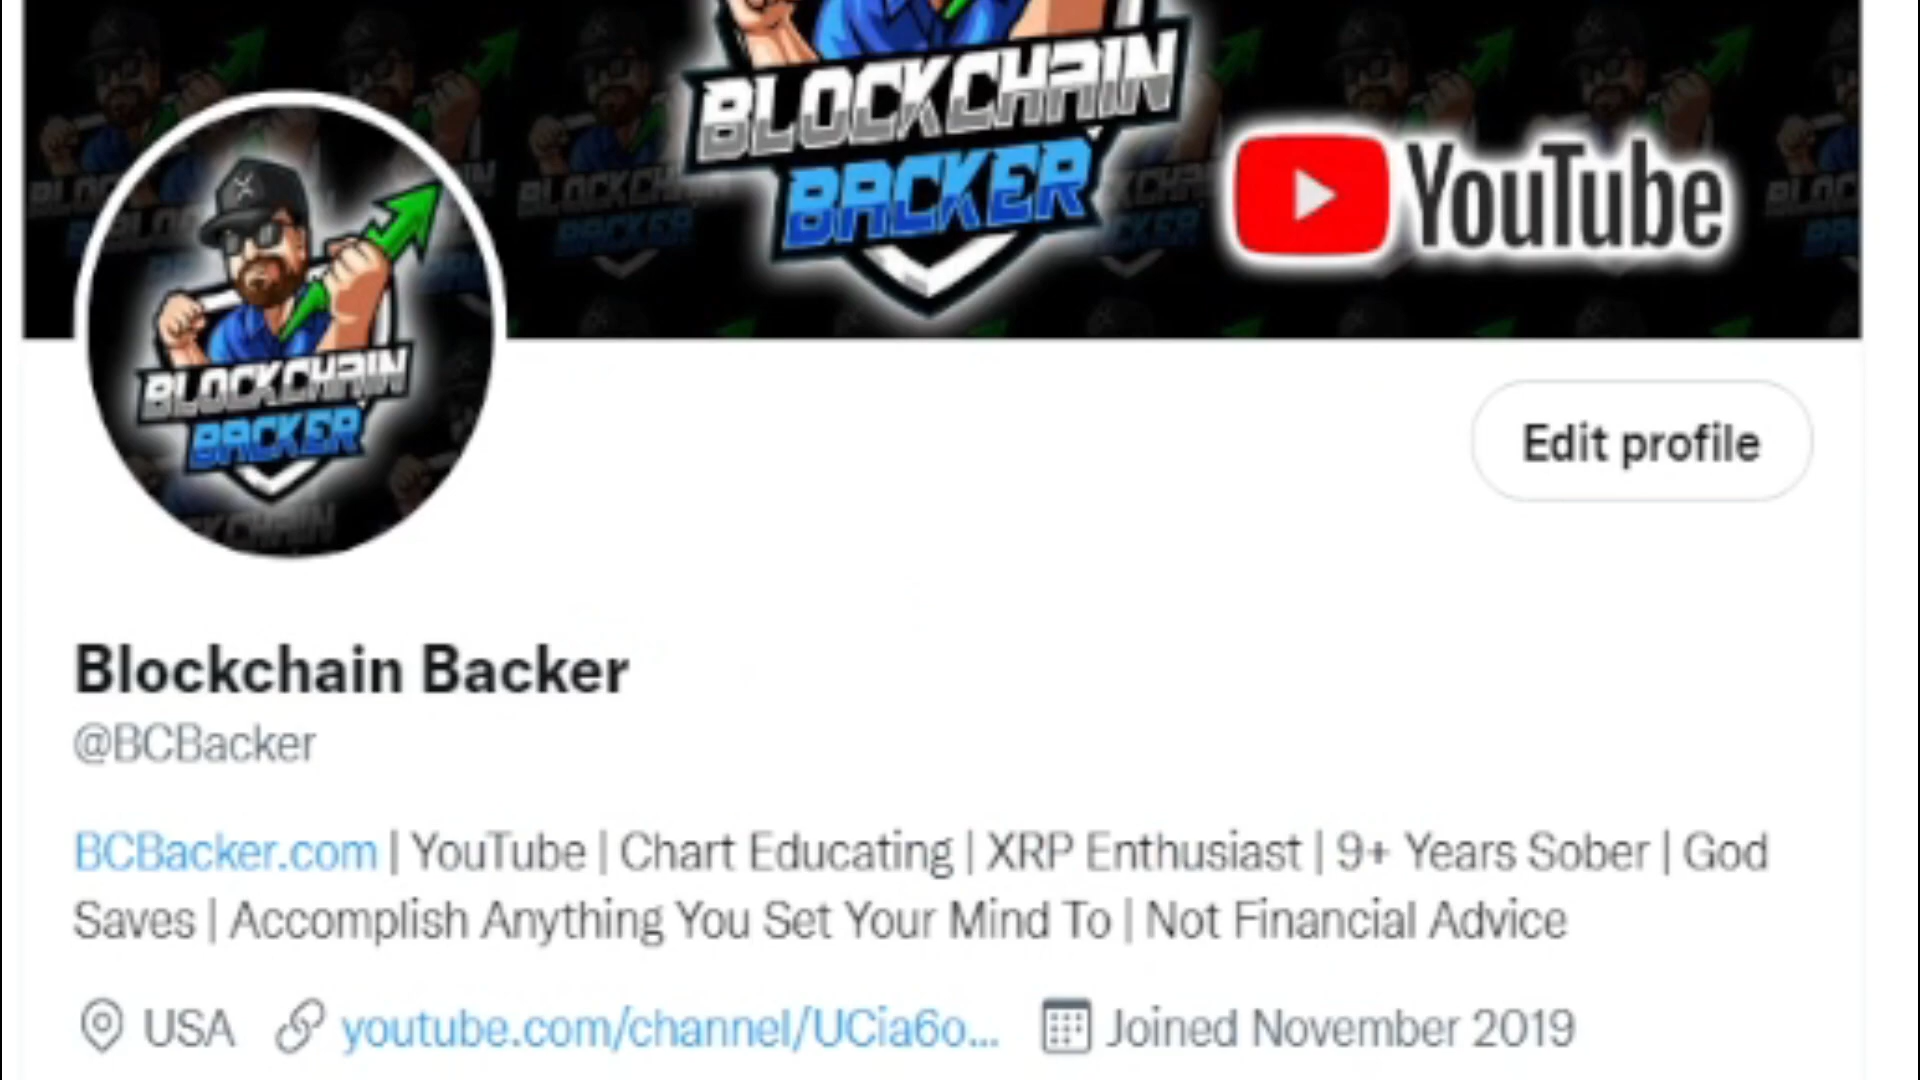 BLOCKCHAIN
BACKER
YouTube
BLOCKCHAIN
BACKER
Edit profile
Blockchain Backer
@BCBacker
BCBacker.com | YouTube | Chart Educating | XRP Enthusiast | 9+ Years Sober | God
Saves | Accomplish Anything You Set Your Mind To | Not Financial Advice
USA youtube.com/channel/UCia6o... Joined November 2019